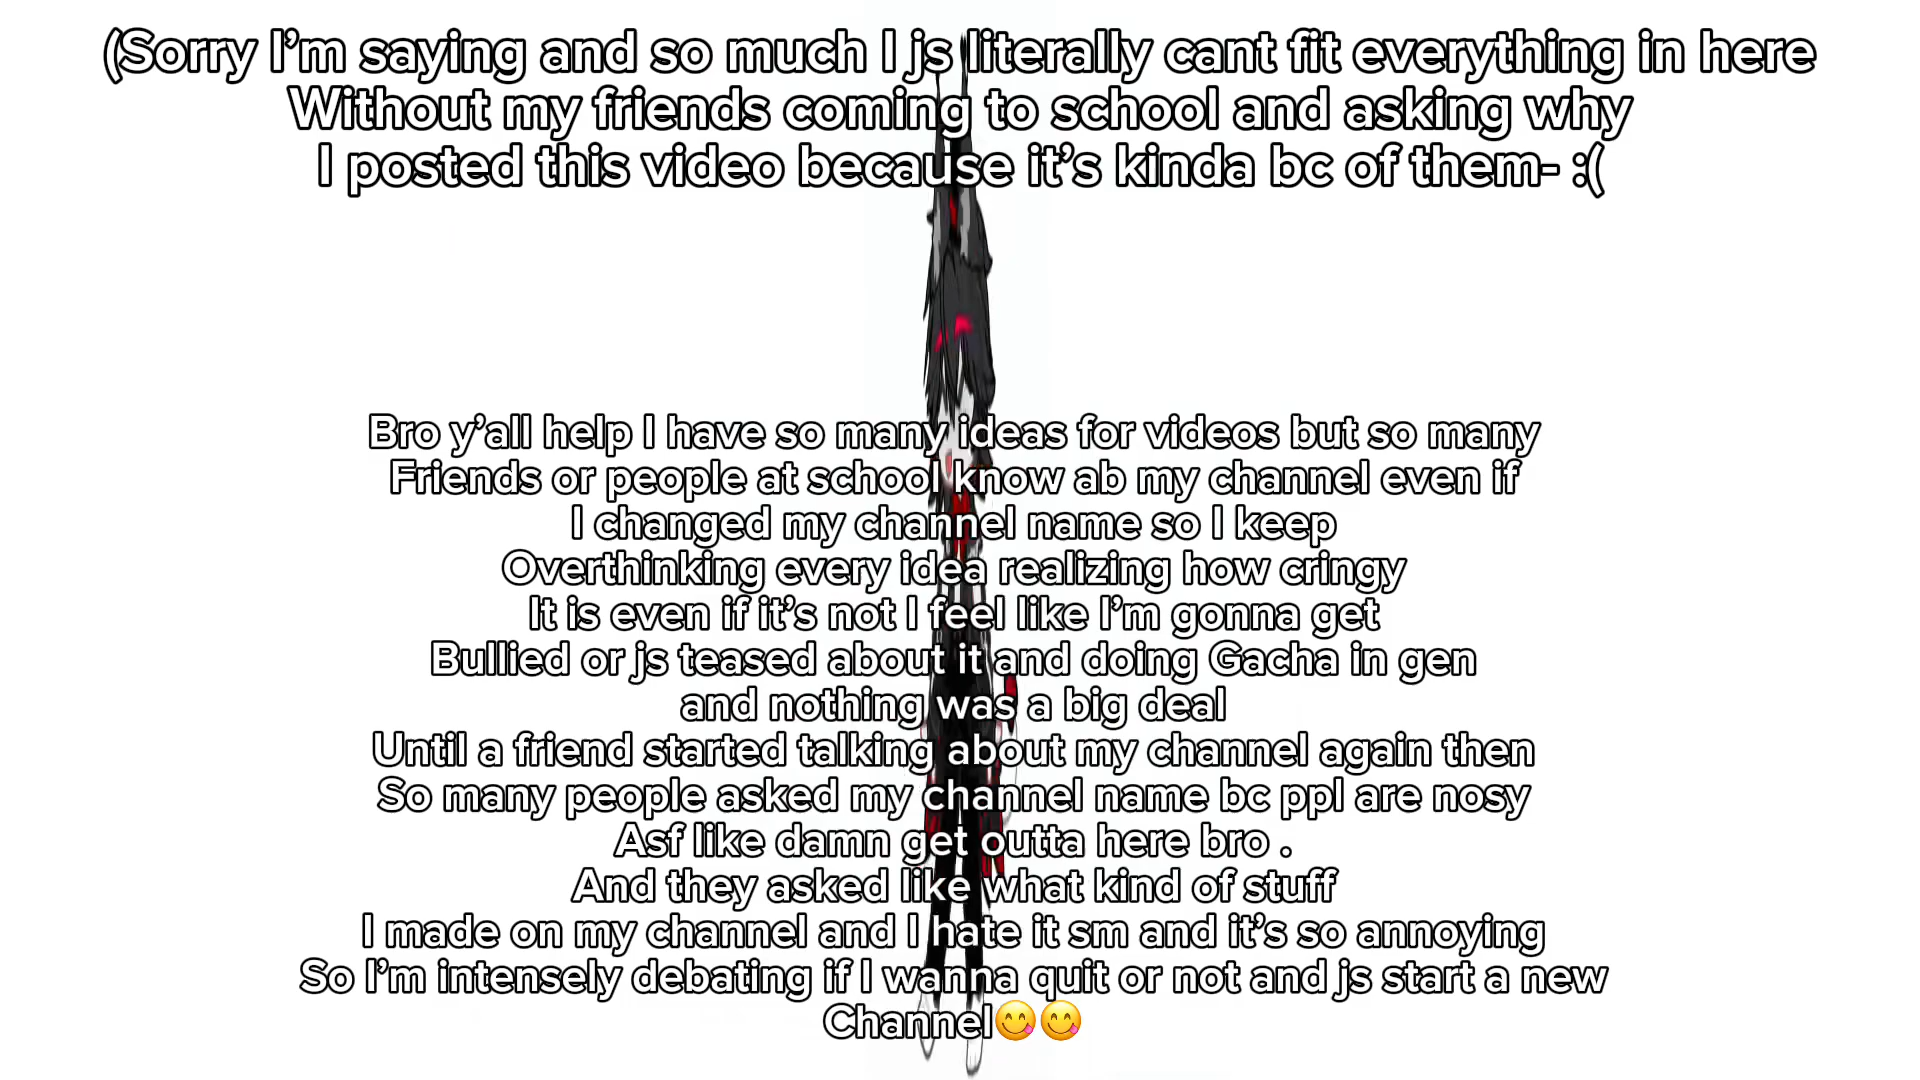 (Sorry I'm saying and so much I js literally cant fit everything in here
Without my friends coming to school and asking why
I posted this video because it's kinda bc of them- :(
Bro y'all help I have so many ideas for videos but so many
Friends or people at school know ab my channel even if
I changed my channel name so I keep
Overthinking every idea realizing how cringy
It is even if it's not I feel like I'm gonna get
Bullied or js teased about it and doing Gacha in gen
and nothing was a big deal
Until a friend started talking about my channel again then
So many people asked my channel name bc ppl are nosy
Asf like damn get outta here bro .
And they asked like what kind of stuff
I made on my channel and I hate it sm and it's so annoying
So I'm intensely debating if I wanna quit or not and js start a new
Channel😋😋